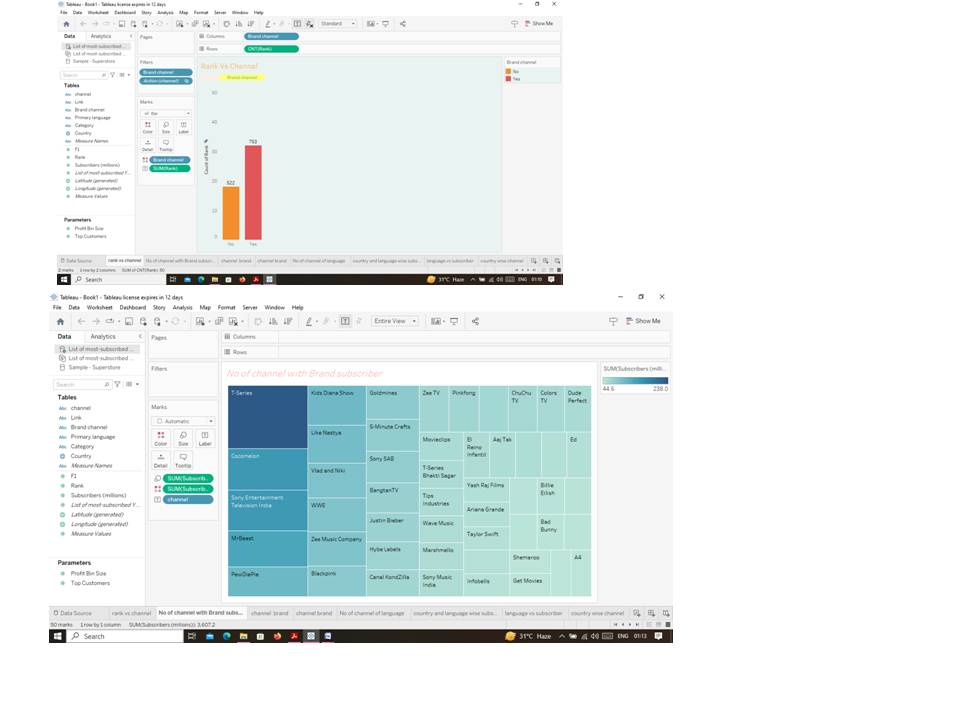 Tableau - Book1 - Tableau license expires in 12 days
File Data Worksheet Dashboard Story Analysis Map Format Server Window Help
Standard Show Me
Data Analytics
Pages
Columns Brand channel
Rows CNT(Rank)
List of most-subscribed ...
List of most-subscribed ...
Sample - Superstore
Search
Tables
channel
Link
Brand channel
Primary language
Category
Country
Measure Names
F1
Rank
Subscribers (millions)
List of most-subscribed Y...
Latitude (generated)
Longitude (generated)
Measure Values
Parameters
Profit Bin Size
Top Customers
Filters
Brand channel
Action (channel)
Marks
Bar
Color Size Label
Detail Tooltip
Brand channel
SUM(Rank)
Rank Vs Channel
Brand channel
Count of Rank
50
40
30
20
10
0
522
753
No Yes
Brand channel
No
Yes
Data Source rank vs channel No of channel with Brand subscr... channel brand channel brand No of channel of language country and language wise subs... language vs subscriber country wise channel
2 marks 1 row by 2 columns SUM of CNT(Rank): 50
Search 31°C Haze ENG 01:10
Tableau - Book1 - Tableau license expires in 12 days
File Data Worksheet Dashboard Story Analysis Map Format Server Window Help
Entire View Show Me
Data Analytics
Pages
Columns
Rows
List of most-subscribed ...
List of most-subscribed ...
Sample - Superstore
Search
Tables
channel
Link
Brand channel
Primary language
Category
Country
Measure Names
F1
Rank
Subscribers (millions)
List of most-subscribed Y...
Latitude (generated)
Longitude (generated)
Measure Values
Parameters
Profit Bin Size
Top Customers
Filters
Marks
Automatic
Color Size Label
Detail Tooltip
SUM(Subscrib..
SUM(Subscrib..
channel
No of channel with Brand subscriber
T-Series
Cocomelon
Sony Entertainment
Television India
MrBeast
PewDiePie
Kids Diana Show
Like Nastya
Vlad and Niki
WWE
Zee Music Company
Blackpink
Goldmines
5-Minute Crafts
Sony SAB
BangtanTV
Justin Bieber
Hybe Labels
Canal KondZilla
Zee TV
Pinkfong
Movieclips
T-Series
Bhakti Sagar
Tips
Industries
Wave Music
Marshmello
Sony Music
India
El
Reino
Infantil
Aaj Tak
Yash Raj Films
Ariana Grande
Taylor Swift
Infobells
ChuChu
TV
Colors
TV
Dude
Perfect
Ed
Billie
Eilish
Bad
Bunny
Shemaroo
Get Movies
A4
SUM(Subscribers (milli...
44.6 238.0
Data Source rank vs channel No of channel with Brand subs... channel brand channel brand No of channel of language country and language wise subs... language vs subscriber country wise channel
50 marks 1 row by 1 column SUM(Subscribers (millions)): 3,607.2
Search 31°C Haze ENG 01:13